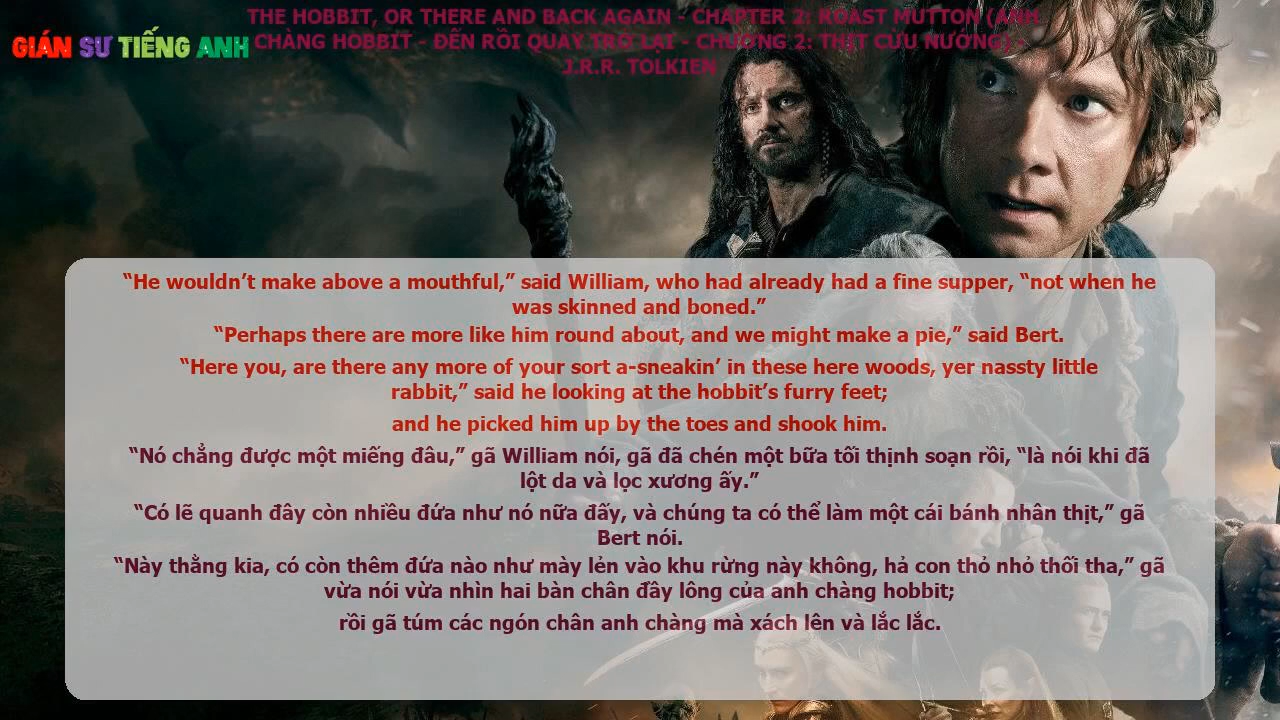 THE HOBBIT, OR THERE AND BACK AGAIN - CHAPTER 2: ROAST MUTTON (ANH
CHÀNG HOBBIT - ĐẾN RỒI QUAY TRỞ LẠI - CHƯƠNG 2: THỊT CỪU NƯỚNG) -
J.R.R. TOLKIEN
GIÁN SƯ TIẾNG ANH
“He wouldn’t make above a mouthful,” said William, who had already had a fine supper, “not when he
was skinned and boned.”
“Perhaps there are more like him round about, and we might make a pie,” said Bert.
“Here you, are there any more of your sort a-sneakin’ in these here woods, yer nassty little
rabbit,” said he looking at the hobbit’s furry feet;
and he picked him up by the toes and shook him.
“Nó chẳng được một miếng đâu,” gã William nói, gã đã chén một bữa tối thịnh soạn rồi, “là nói khi đã
lột da và lọc xương ấy.”
“Có lẽ quanh đây còn nhiều đứa như nó nữa đấy, và chúng ta có thể làm một cái bánh nhân thịt,” gã
Bert nói.
“Này thằng kia, có còn thêm đứa nào như mày lẻn vào khu rừng này không, hả con thỏ nhỏ thối tha,” gã
vừa nói vừa nhìn hai bàn chân đầy lông của anh chàng hobbit;
rồi gã túm các ngón chân anh chàng mà xách lên và lắc lắc.